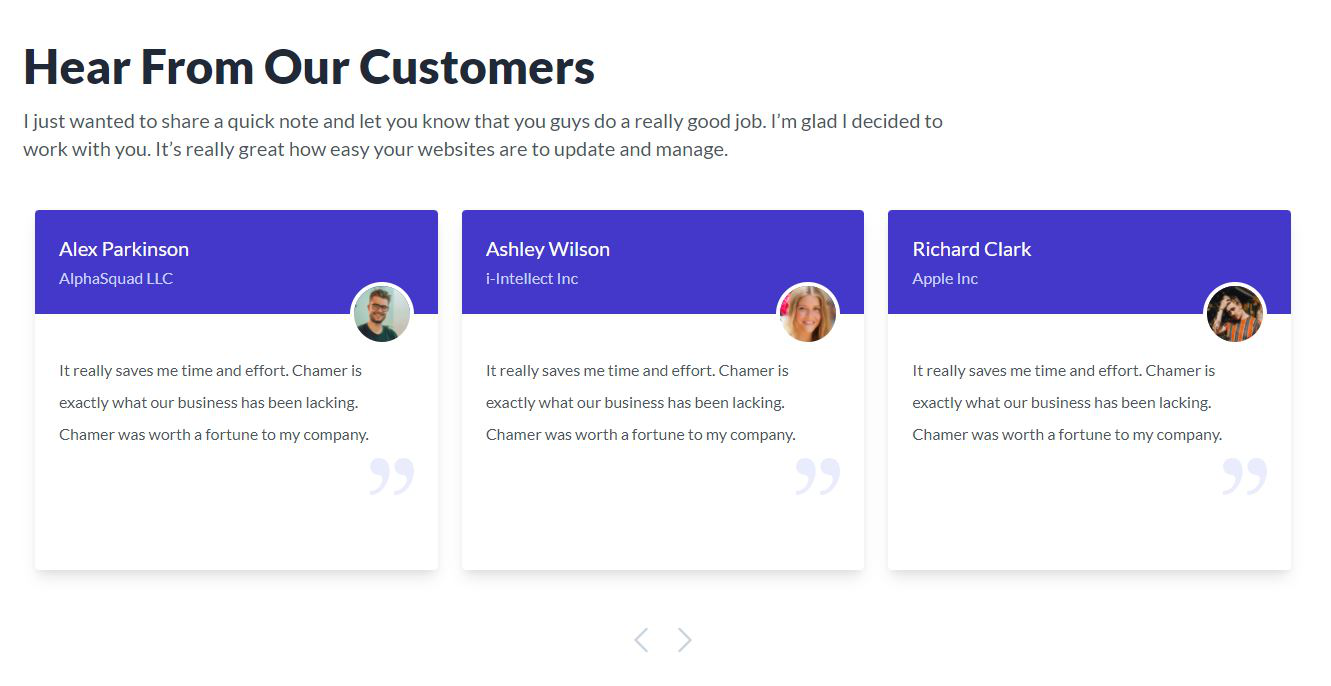 Hear From Our Customers
I just wanted to share a quick note and let you know that you guys do a really good job. I’m glad I decided to
work with you. It’s really great how easy your websites are to update and manage.
Alex Parkinson
AlphaSquad LLC
It really saves me time and effort. Chamer is
exactly what our business has been lacking.
Chamer was worth a fortune to my company.
”
Ashley Wilson
i-Intellect Inc
It really saves me time and effort. Chamer is
exactly what our business has been lacking.
Chamer was worth a fortune to my company.
”
Richard Clark
Apple Inc
It really saves me time and effort. Chamer is
exactly what our business has been lacking.
Chamer was worth a fortune to my company.
”